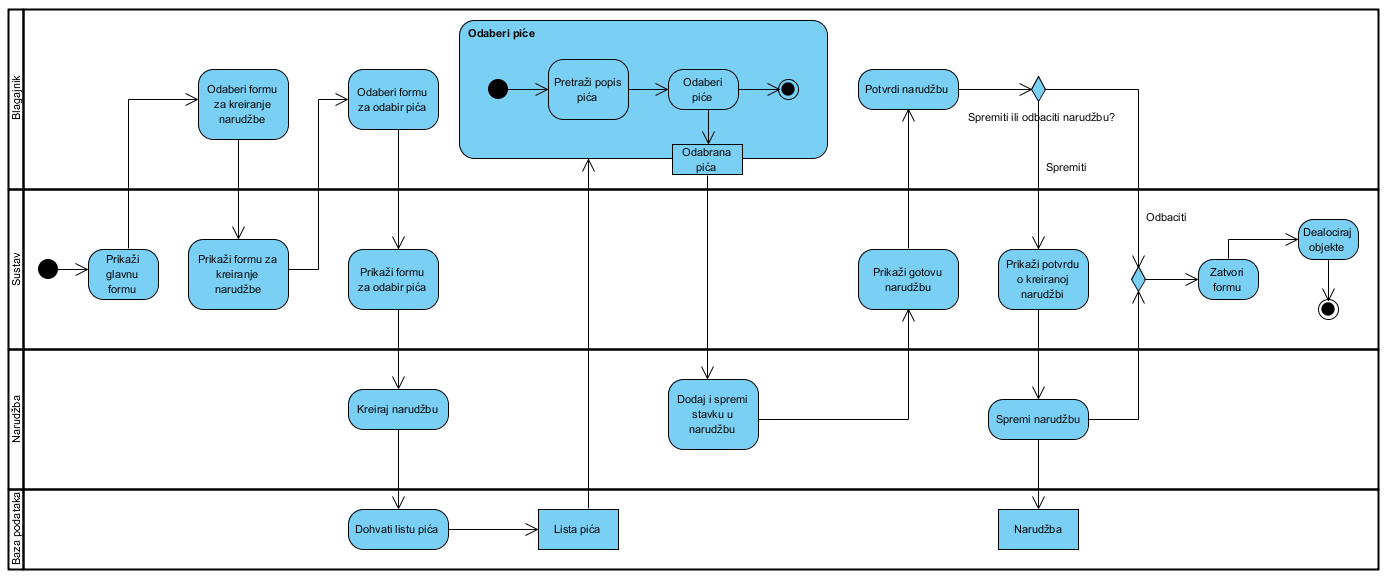 Blagajnik
Odaberi formu
za kreiranje
narudžbe
Odaberi formu
za odabir pića
Odaberi piće
Pretraži popis
pića
Odaberi
piće
Odabrana
pića
Potvrdi narudžbu
Spremiti ili odbaciti narudžbu?
Spremiti
Sustav
Prikaži
glavnu
formu
Prikaži formu za
kreiranje
narudžbe
Prikaži formu
za odabir pića
Prikaži gotovu
narudžbu
Prikaži potvrdu
o kreiranoj
narudžbi
Odbaciti
Zatvori
formu
Dealociraj
objekte
Narudžba
Kreiraj narudžbu
Dodaj i spremi
stavku u
narudžbu
Spremi narudžbu
Baza podataka
Dohvati listu pića
Lista pića
Narudžba